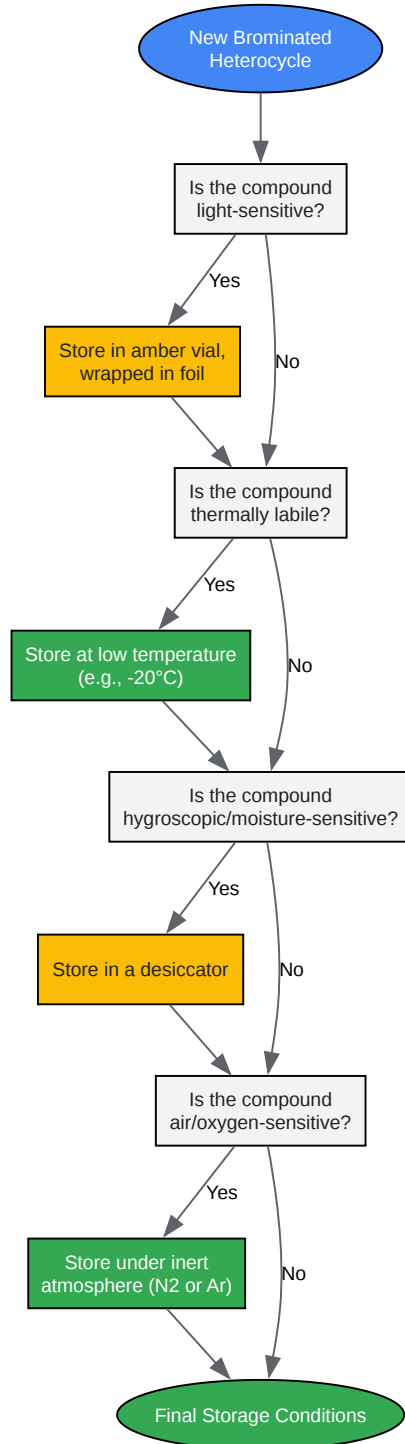 New Brominated
Heterocycle
Is the compound
light-sensitive?
Yes
Store in amber vial,
wrapped in foil
No
Is the compound
thermally labile?
Yes
Store at low temperature
(e.g., -20°C)
No
Is the compound
hygroscopic/moisture-sensitive?
Yes
Store in a desiccator
No
Is the compound
air/oxygen-sensitive?
Yes
Store under inert
atmosphere (N2 or Ar)
No
Final Storage Conditions